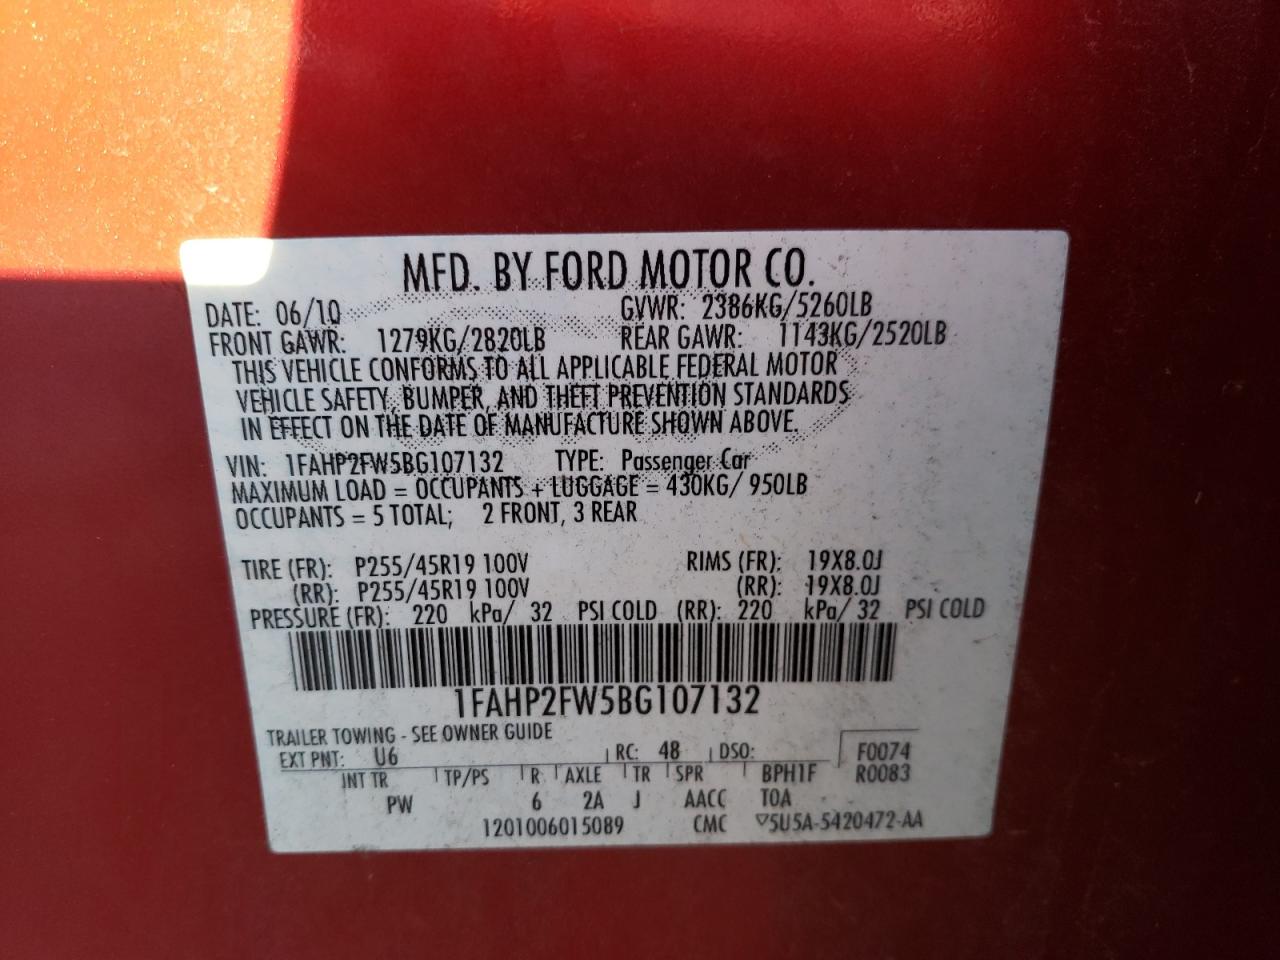 MFD. BY FORD MOTOR CO.
DATE: 06/10 GVWR: 2386KG/5260LB
FRONT GAWR: 1279KG/2820LB REAR GAWR: 1143KG/2520LB
THIS VEHICLE CONFORMS TO ALL APPLICABLE FEDERAL MOTOR
VEHICLE SAFETY, BUMPER, AND THEFT PREVENTION STANDARDS
IN EFFECT ON THE DATE OF MANUFACTURE SHOWN ABOVE.
VIN: 1FAHP2FW5BG107132 TYPE: Passenger Car
MAXIMUM LOAD = OCCUPANTS + LUGGAGE = 430KG/ 950LB
OCCUPANTS = 5 TOTAL; 2 FRONT, 3 REAR
TIRE (FR): P255/45R19 100V RIMS (FR): 19X8.0J
(RR): P255/45R19 100V (RR): 19X8.0J
PRESSURE (FR): 220 kPa/ 32 PSI COLD (RR): 220 kPa/ 32 PSI COLD
1FAHP2FW5BG107132
TRAILER TOWING - SEE OWNER GUIDE
EXT PNT: U6 RC: 48 DSO: F0074
INT TR TP/PS R AXLE TR SPR BPH1F R0083
PW 6 2A J AACC TOA
1201006015089 CMC ▽5U5A-5420472-AA